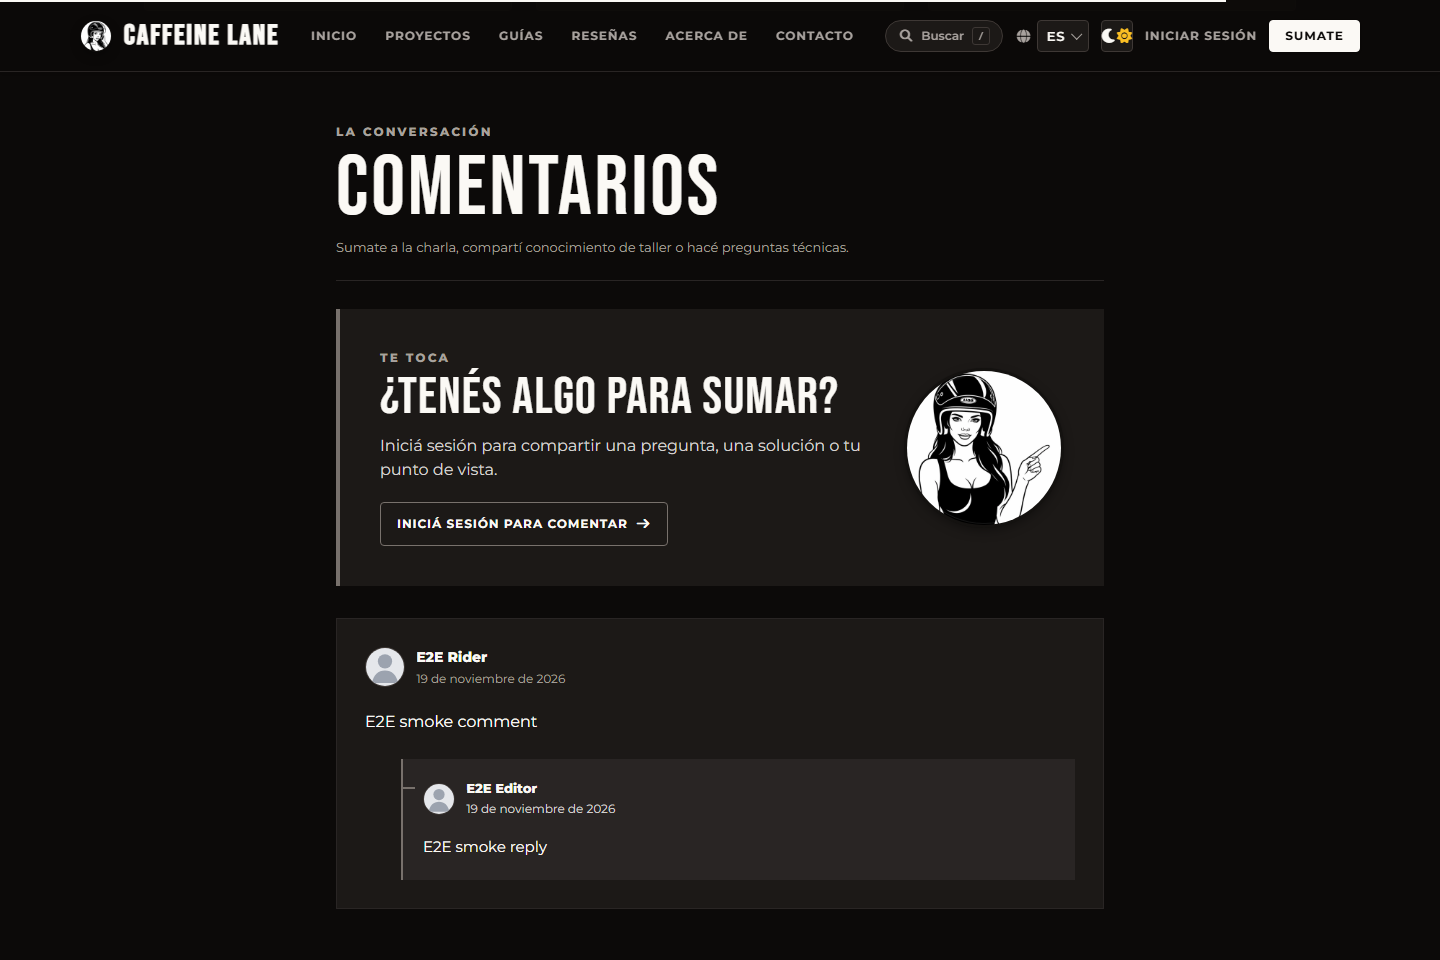 CAFFEINE LANE
INICIO
PROYECTOS
GUÍAS
RESEÑAS
ACERCA DE
CONTACTO
Buscar /
ES
INICIAR SESIÓN
SUMATE
LA CONVERSACIÓN
COMENTARIOS
Sumate a la charla, compartí conocimiento de taller o hacé preguntas técnicas.
TE TOCA
¿TENÉS ALGO PARA SUMAR?
Iniciá sesión para compartir una pregunta, una solución o tu
punto de vista.
INICIÁ SESIÓN PARA COMENTAR →
E2E Rider
19 de noviembre de 2026
E2E smoke comment
E2E Editor
19 de noviembre de 2026
E2E smoke reply